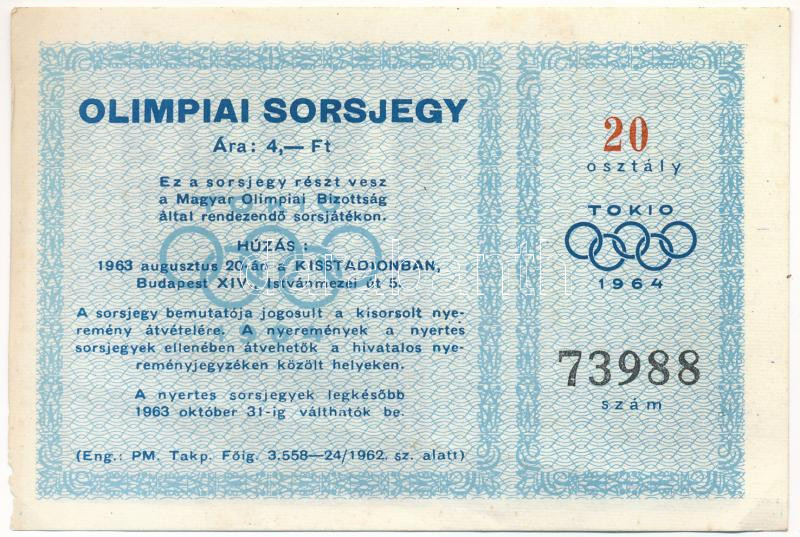 OLIMPIAI SORSJEGY
Ára: 4,— Ft
Ez a sorsjegy részt vesz
a Magyar Olimpiai Bizottság
által rendezendő sorsjátékon.
HÚZÁS:
1963 augusztus 20-án a KISSTADIONBAN,
Budapest XIV., Istvánmezei út 5.
A sorsjegy bemutatója jogosult a kisorsolt nye-
remény átvételére. A nyeremények a nyertes
sorsjegyek ellenében átvehetők a hivatalos nye-
reményjegyzéken közölt helyeken.
A nyertes sorsjegyek legkésőbb
1963 október 31-ig válthatók be.
(Eng.: PM. Takp. Főig. 3.558—24/1962. sz. alatt)
20
osztály
TOKIO
1964
73988
szám